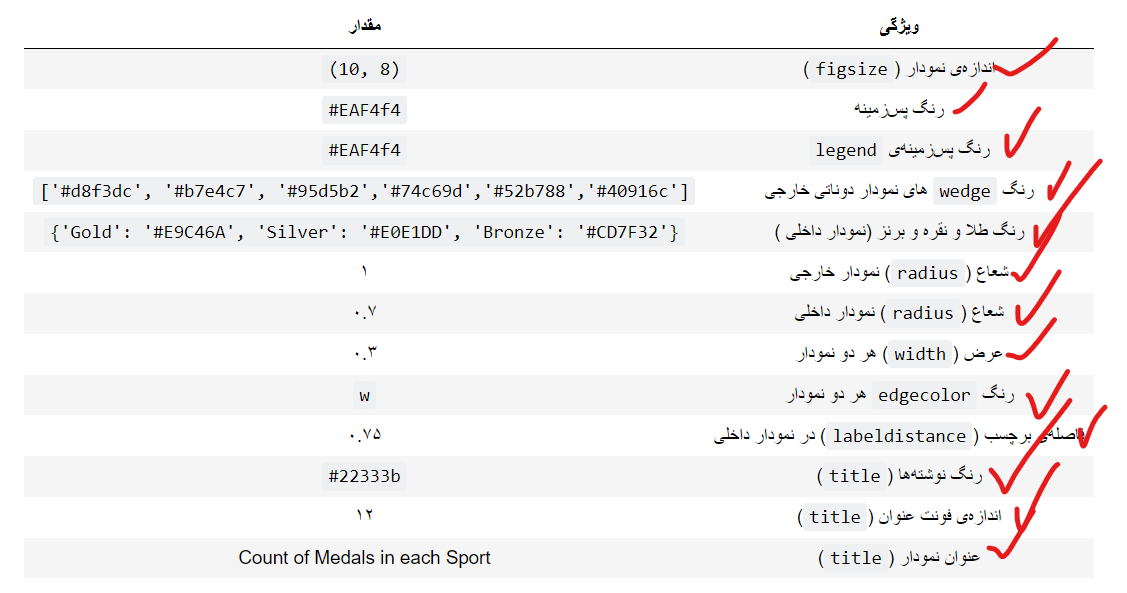 ویژگی مقدار
اندازه‌ی نمودار ( figsize ) (10, 8)
رنگ پس‌زمینه #EAF4f4
رنگ پس‌زمینه‌ی legend #EAF4f4
رنگ wedge های نمودار دوناتی خارجی ['#d8f3dc', '#b7e4c7', '#95d5b2','#74c69d','#52b788','#40916c']
رنگ طلا و نقره و برنز (نمودار داخلی ) {'Gold': '#E9C46A', 'Silver': '#E0E1DD', 'Bronze': '#CD7F32'}
شعاع ( radius ) نمودار خارجی ۱
شعاع ( radius ) نمودار داخلی ۰.۷
عرض ( width ) هر دو نمودار ۰.۳
رنگ edgecolor هر دو نمودار w
فاصله‌ی برچسب ( labeldistance ) در نمودار داخلی ۰.۷۵
رنگ نوشته‌ها ( title ) #22333b
اندازه‌ی فونت عنوان ( title ) ۱۲
عنوان نمودار ( title ) Count of Medals in each Sport